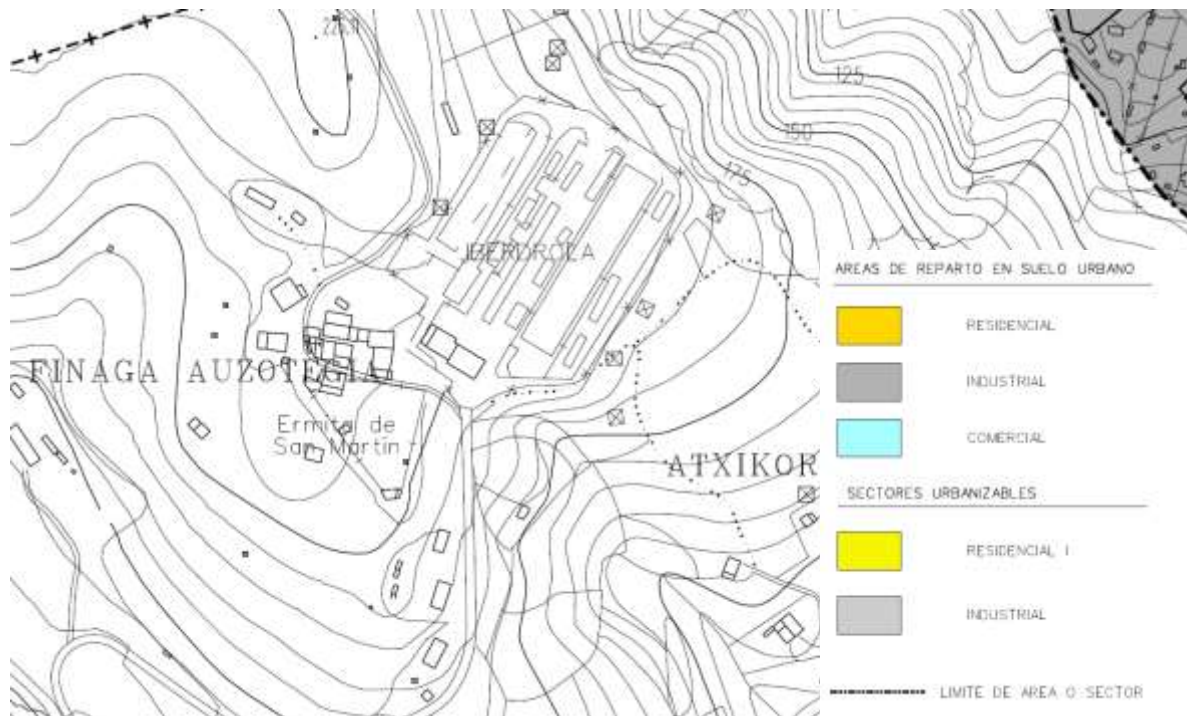 125
150
175
IBERDROLA
FINAGA AUZOTEGIA
Ermita de
San Martín
ATXIKOR
AREAS DE REPARTO EN SUELO URBANO
RESIDENCIAL
INDUSTRIAL
COMERCIAL
SECTORES URBANIZABLES
RESIDENCIAL I
INDUSTRIAL
LIMITE DE AREA O SECTOR